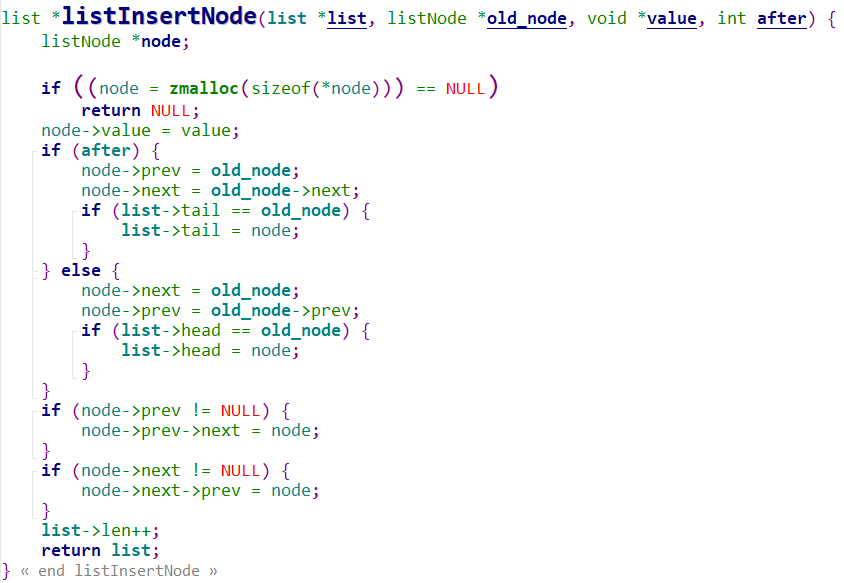 list *listInsertNode(list *list, listNode *old_node, void *value, int after) {
    listNode *node;

    if ((node = zmalloc(sizeof(*node))) == NULL)
        return NULL;
    node->value = value;
    if (after) {
        node->prev = old_node;
        node->next = old_node->next;
        if (list->tail == old_node) {
            list->tail = node;
        }
    } else {
        node->next = old_node;
        node->prev = old_node->prev;
        if (list->head == old_node) {
            list->head = node;
        }
    }
    if (node->prev != NULL) {
        node->prev->next = node;
    }
    if (node->next != NULL) {
        node->next->prev = node;
    }
    list->len++;
    return list;
} « end listInsertNode »